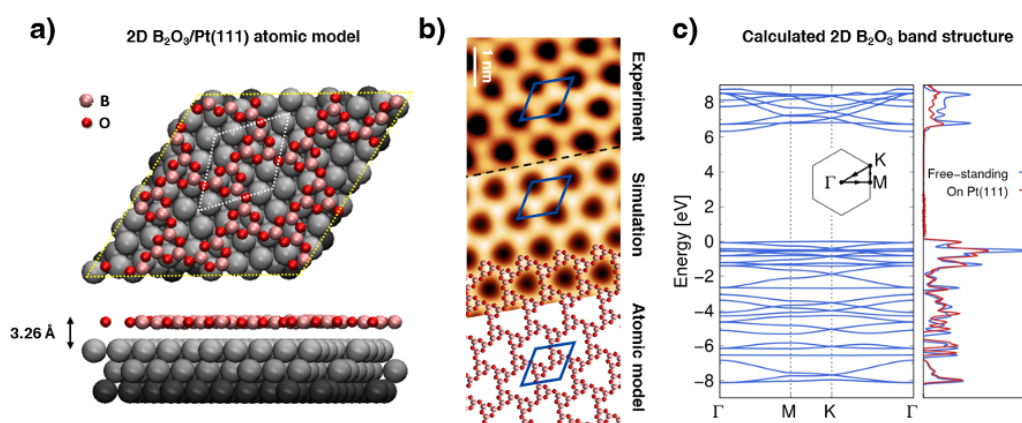 a)
2D B₂O₃/Pt(111) atomic model
B
O
3.26 Å
b)
1 nm
Experiment
Simulation
Atomic model
c)
Calculated 2D B₂O₃ band structure
Energy [eV]
8
6
4
2
0
−2
−4
−6
−8
Γ
M
K
Γ
K
Γ
M
Free−standing
On Pt(111)